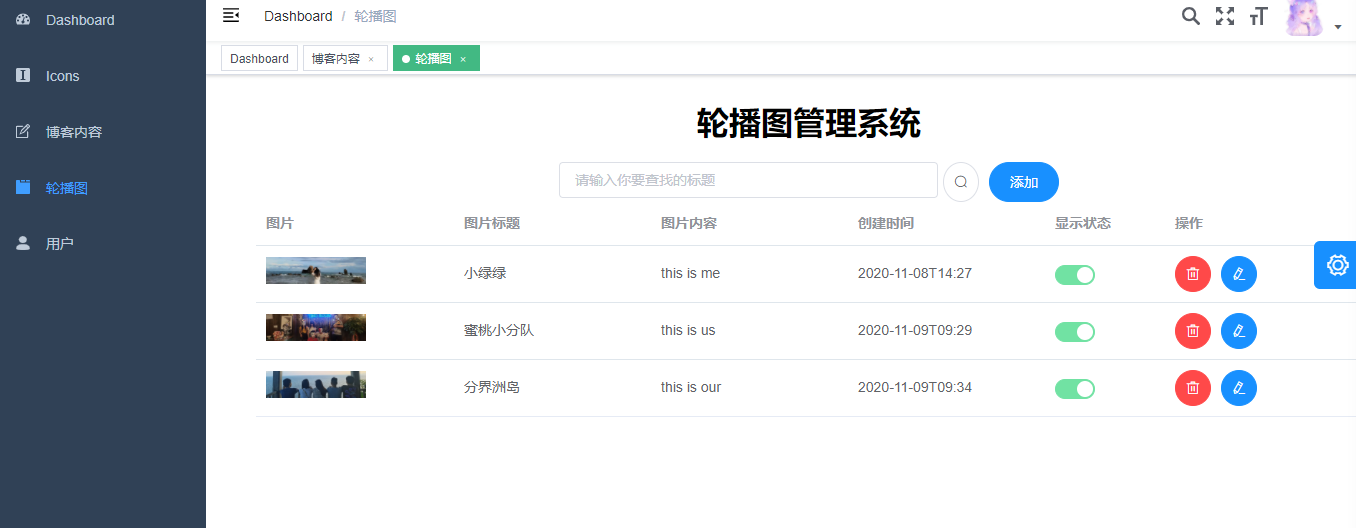 Dashboard
Icons
博客内容
轮播图
用户
Dashboard / 轮播图
Dashboard 博客内容 × 轮播图 ×
轮播图管理系统
请输入你要查找的标题 添加
图片 图片标题 图片内容 创建时间 显示状态 操作
小绿绿 this is me 2020-11-08T14:27
蜜桃小分队 this is us 2020-11-09T09:29
分界洲岛 this is our 2020-11-09T09:34